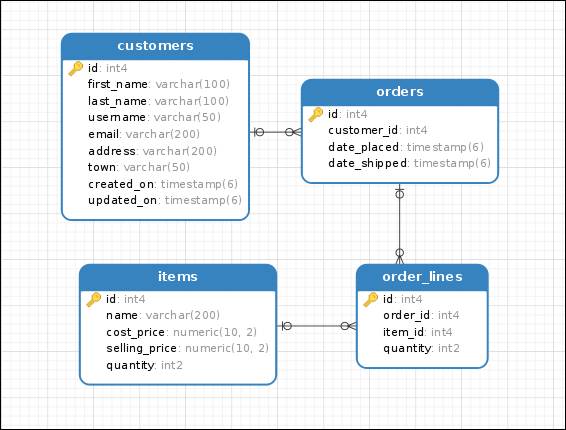 customers
id: int4
first_name: varchar(100)
last_name: varchar(100)
username: varchar(50)
email: varchar(200)
address: varchar(200)
town: varchar(50)
created_on: timestamp(6)
updated_on: timestamp(6)
orders
id: int4
customer_id: int4
date_placed: timestamp(6)
date_shipped: timestamp(6)
items
id: int4
name: varchar(200)
cost_price: numeric(10, 2)
selling_price: numeric(10, 2)
quantity: int2
order_lines
id: int4
order_id: int4
item_id: int4
quantity: int2